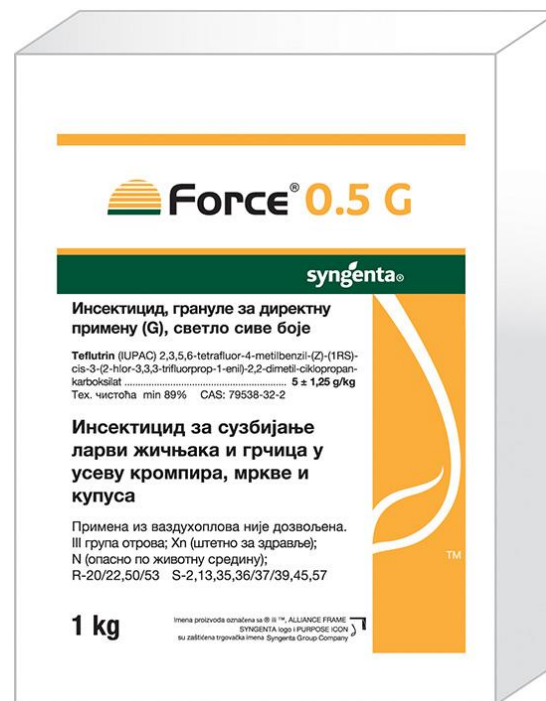 Force® 0.5 G
syngenta®
Инсектицид, грануле за директну
примену (G), светло сиве боје
Teflutrin (IUPAC) 2,3,5,6-tetrafluor-4-metilbenzil-(Z)-(1RS)-
cis-3-(2-hlor-3,3,3-trifluorprop-1-enil)-2,2-dimetil-ciklopropan-
karboksilat ................................................ 5 ± 1,25 g/kg
Тех. чистоћа min 89% CAS: 79538-32-2
Инсектицид за сузбијање
ларви жичњака и грчица у
усеву кромпира, мркве и
купуса
Примена из ваздухоплова није дозвољена.
III група отрова; Xn (штетно за здравље);
N (опасно по животну средину);
R-20/22,50/53 S-2,13,35,36/37/39,45,57
TM
1 kg
Imena proizvoda označena sa ® ili ™, ALLIANCE FRAME
SYNGENTA logo i PURPOSE ICON
su zaštićena trgovačka imena Syngenta Group Company